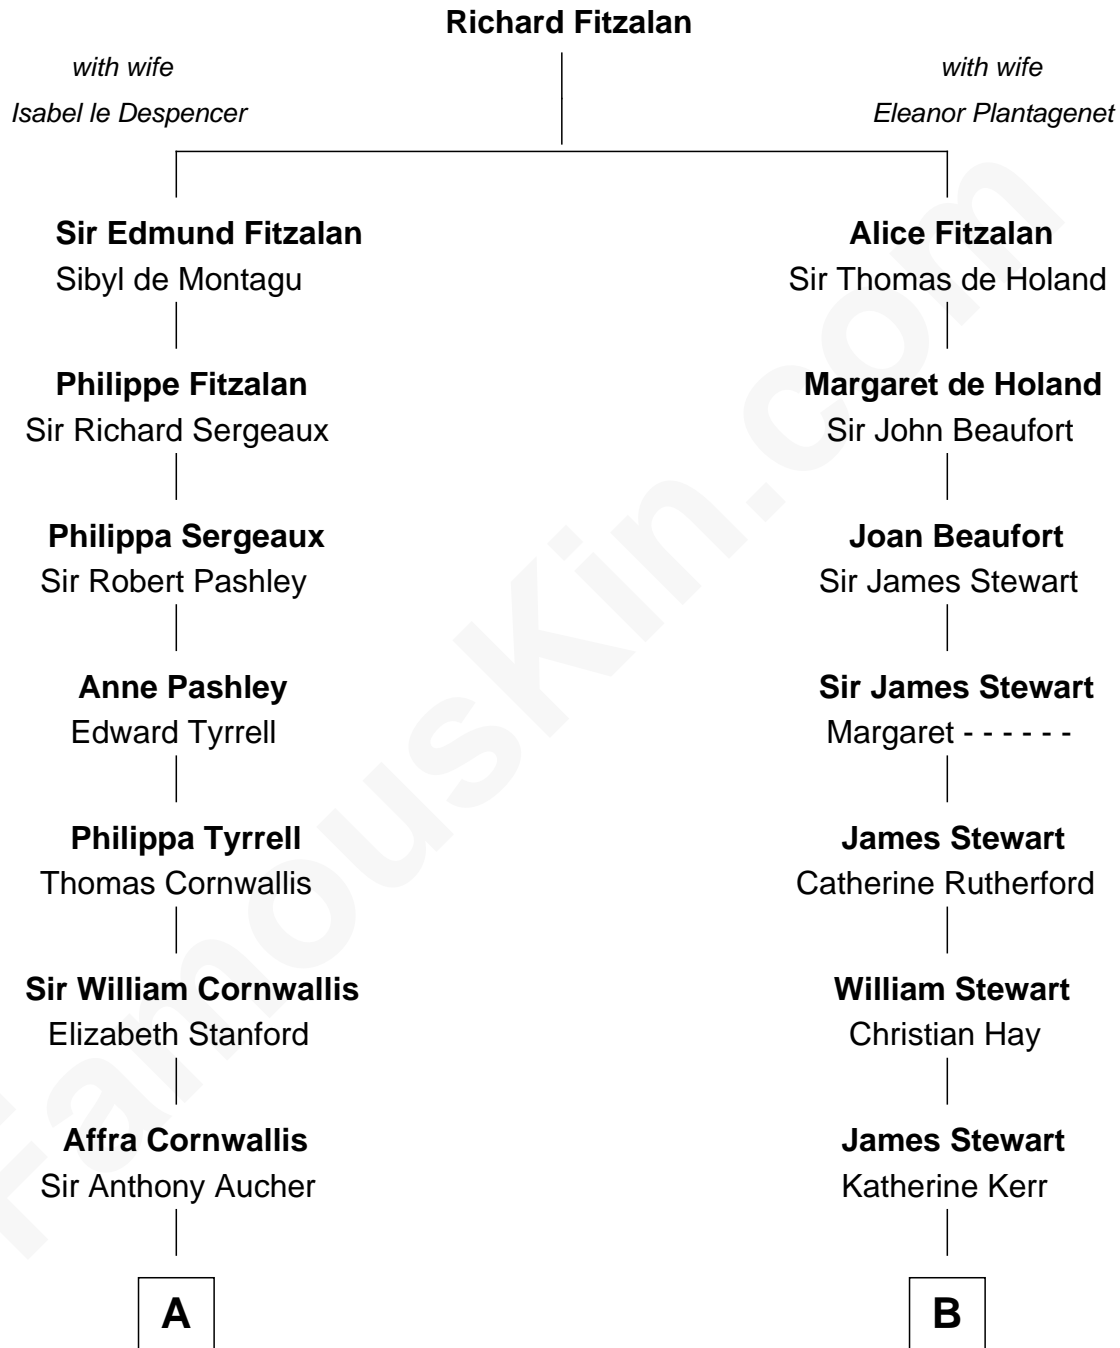 Richard Fitzalan
with wife
Isabel le Despencer
with wife
Eleanor Plantagenet
Sir Edmund Fitzalan
Sibyl de Montagu
Alice Fitzalan
Sir Thomas de Holand
Philippe Fitzalan
Sir Richard Sergeaux
Margaret de Holand
Sir John Beaufort
Philippa Sergeaux
Sir Robert Pashley
Joan Beaufort
Sir James Stewart
Anne Pashley
Edward Tyrrell
Sir James Stewart
Margaret - - - - - -
Philippa Tyrrell
Thomas Cornwallis
James Stewart
Catherine Rutherford
Sir William Cornwallis
Elizabeth Stanford
William Stewart
Christian Hay
Affra Cornwallis
Sir Anthony Aucher
James Stewart
Katherine Kerr
A
B
FamousKin.com